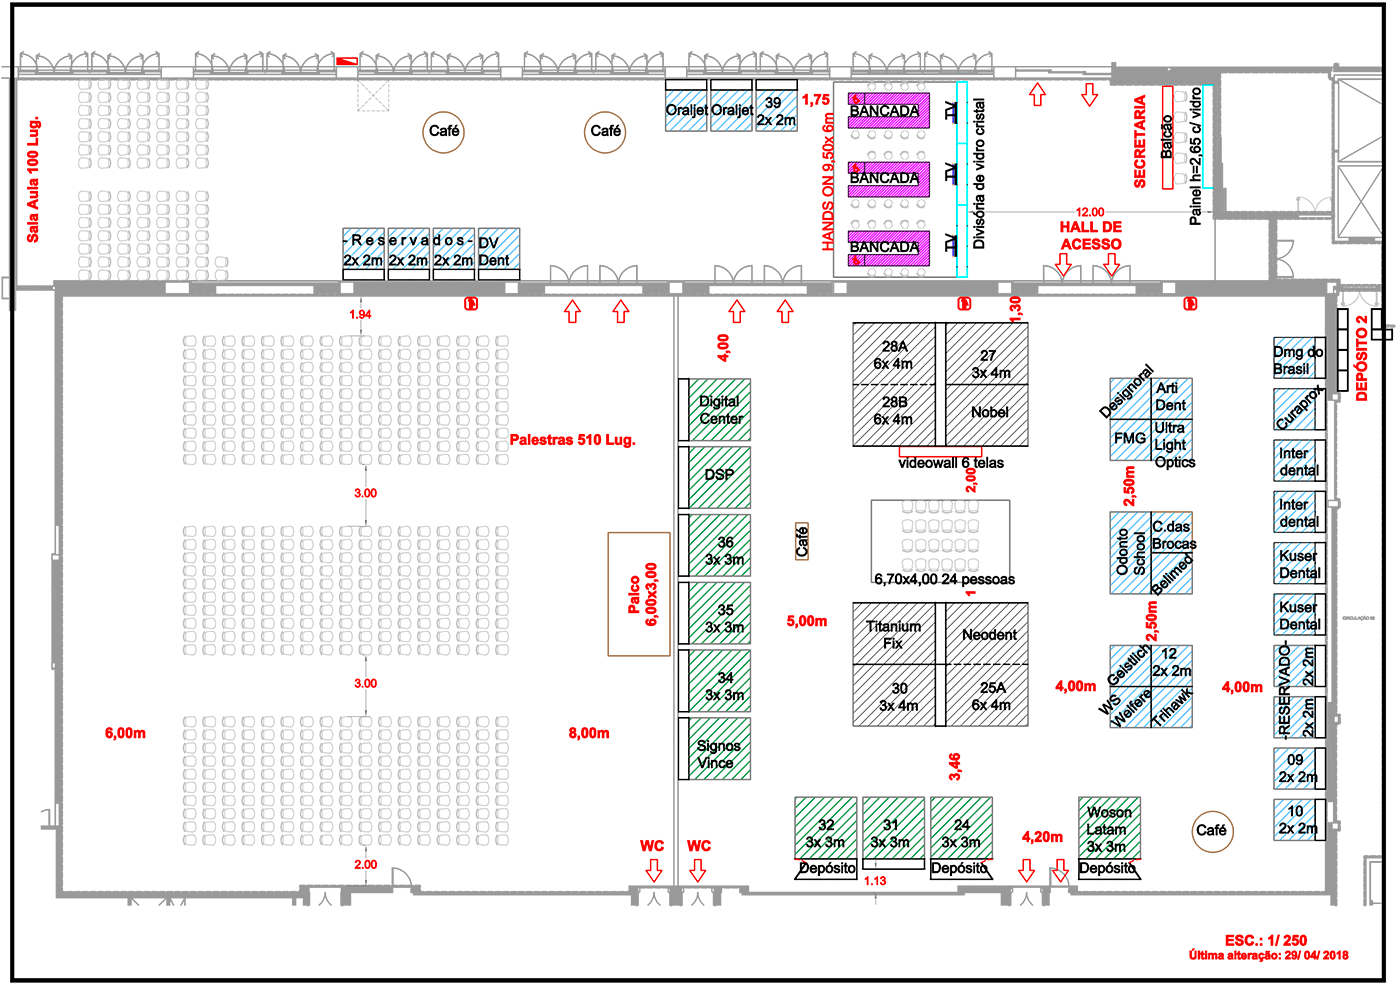 Sala Aula 100 Lug.
Café
Café
Oraljet
Oraljet
39
2x 2m
1,75
HANDS ON 9,50x 6m
BANCADA
BANCADA
BANCADA
TV
TV
TV
Divisória de vidro cristal
SECRETARIA
Balcão
Painel h=2,65 c/ vidro
12.00
HALL DE
ACESSO
-Reservados-
2x 2m
2x 2m
2x 2m
DV
Dent
1.94
4,00
1,30
DEPÓSITO 2
Palestras 510 Lug.
3.00
3.00
2.00
6,00m
8,00m
Palco
6,00x3,00
Digital
Center
DSP
36
3x 3m
35
3x 3m
34
3x 3m
Signos
Vince
Café
5,00m
28A
6x 4m
28B
6x 4m
27
3x 4m
Nobel
videowall 6 telas
2,00
6,70x4,00 24 pessoas
1
Titanium
Fix
Neodent
30
3x 4m
25A
6x 4m
3,46
Designoral
Arti
Dent
FMG
Ultra
Light
Optics
2,50m
Odonto
School
C.das
Brocas
Belimed
2,50m
Geistlich
12
2x 2m
WS
Welfere
Trihawk
4,00m
4,00m
Dmg do
Brasil
Curaprox
Inter
dental
Inter
dental
Kuser
Dental
Kuser
Dental
-RESERVADO-
2x 2m
2x 2m
09
2x 2m
10
2x 2m
CIRCULAÇÃO 02
Café
WC
WC
32
3x 3m
Depósito
31
3x 3m
24
3x 3m
Depósito
1.13
4,20m
Woson
Latam
3x 3m
Depósito
ESC.: 1/ 250
Última alteração: 29/ 04/ 2018